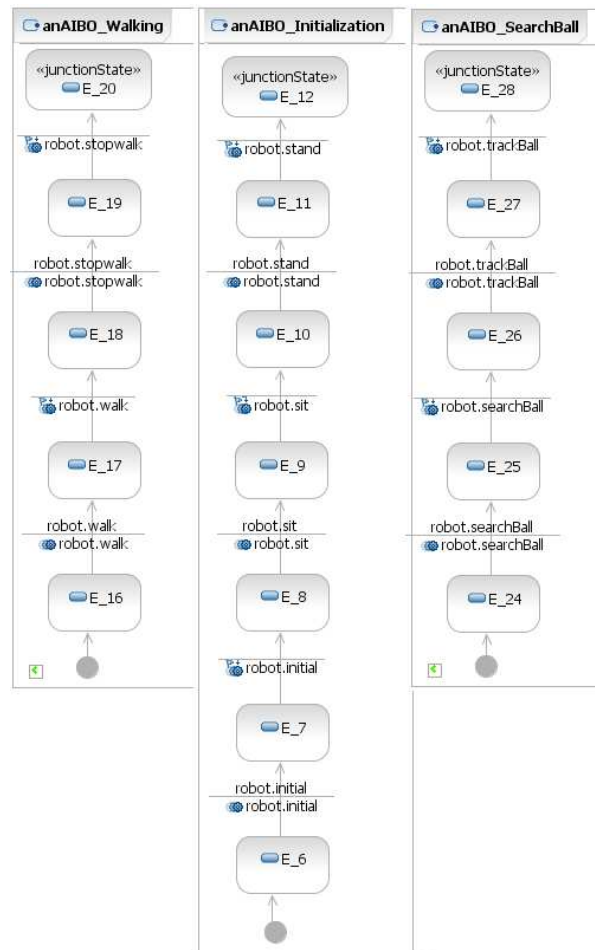 anAIBO_Walking
«junctionState»
E_20
robot.stopwalk
E_19
robot.stopwalk
robot.stopwalk
E_18
robot.walk
E_17
robot.walk
robot.walk
E_16
anAIBO_Initialization
«junctionState»
E_12
robot.stand
E_11
robot.stand
robot.stand
E_10
robot.sit
E_9
robot.sit
robot.sit
E_8
robot.initial
E_7
robot.initial
robot.initial
E_6
anAIBO_SearchBall
«junctionState»
E_28
robot.trackBall
E_27
robot.trackBall
robot.trackBall
E_26
robot.searchBall
E_25
robot.searchBall
robot.searchBall
E_24